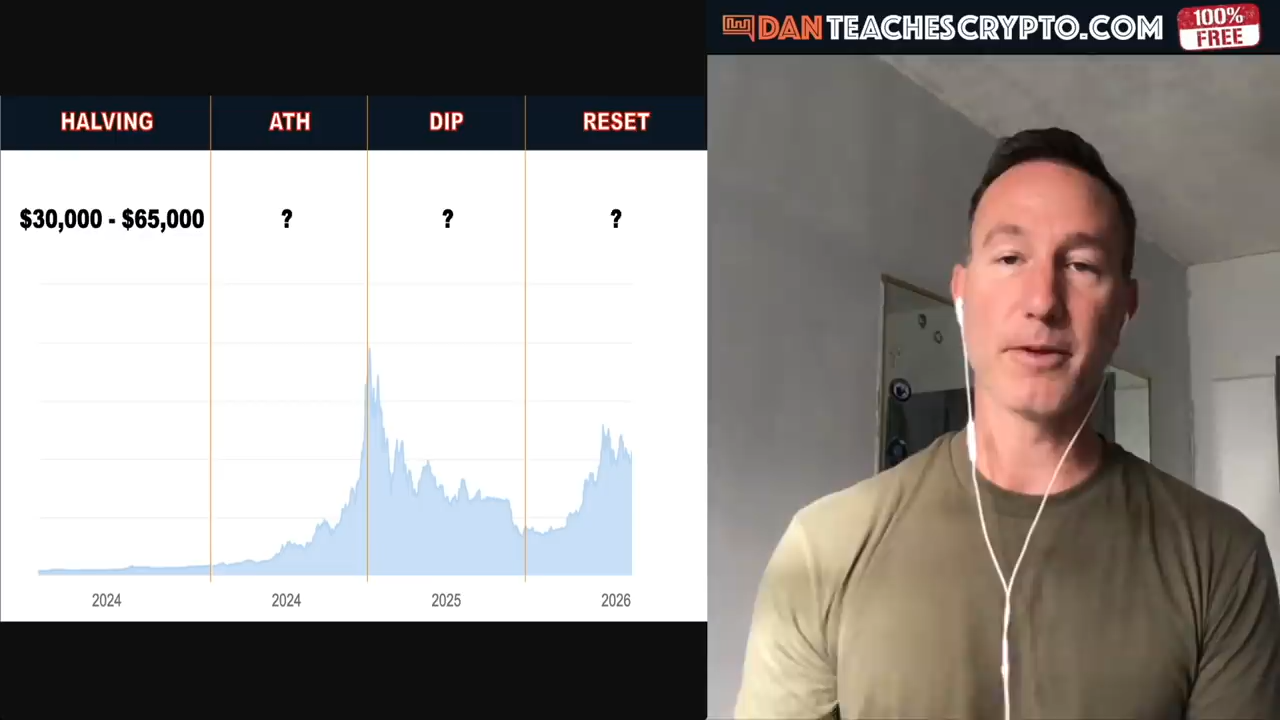 DANTEACHESCRYPTO.COM
100%
FREE
HALVING ATH DIP RESET
$30,000 - $65,000 ? ? ?
2024 2024 2025 2026